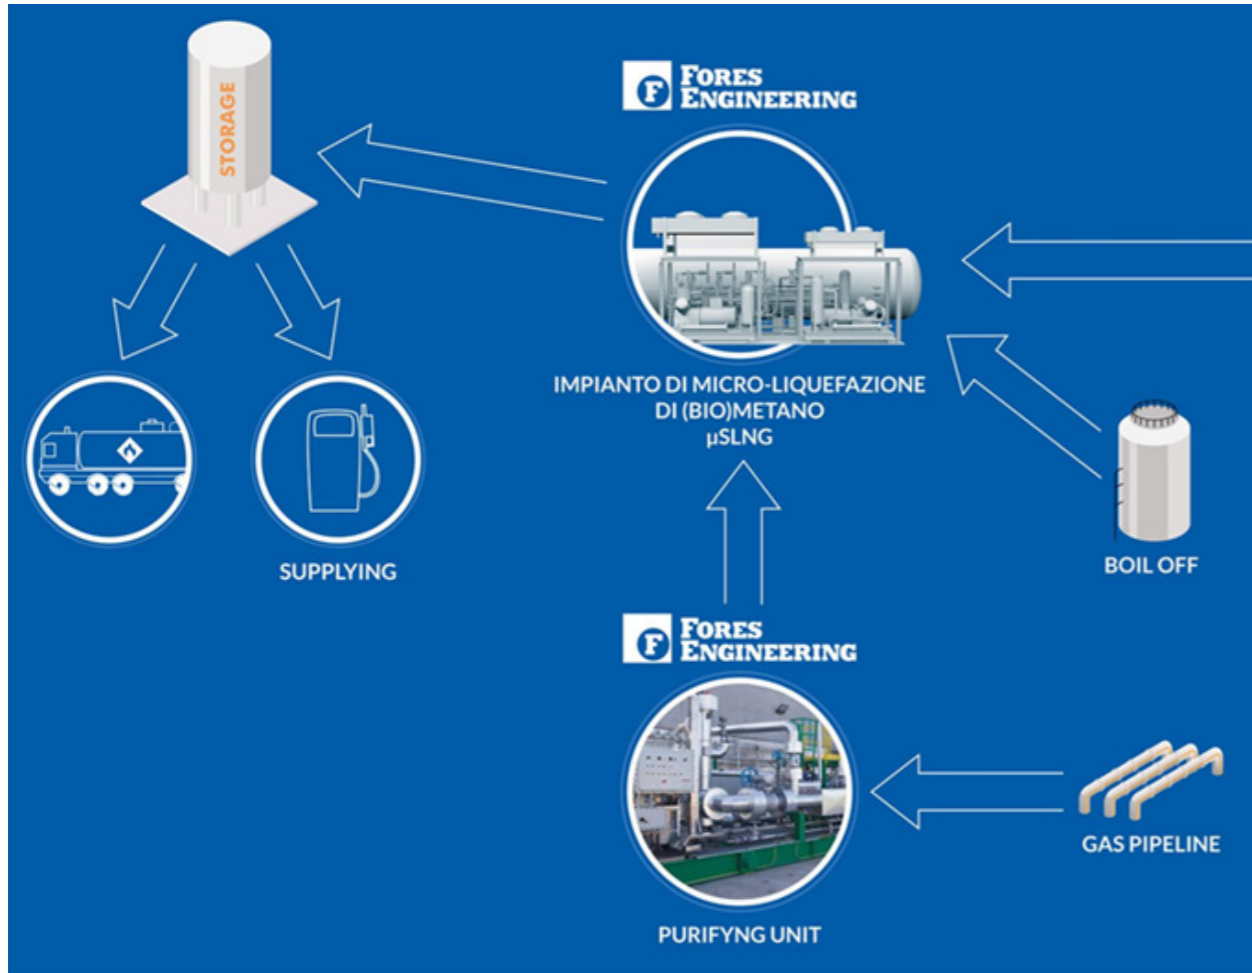 STORAGE
FORES
ENGINEERING
IMPIANTO DI MICRO-LIQUEFAZIONE
DI (BIO)METANO
µSLNG
BOIL OFF
SUPPLYING
FORES
ENGINEERING
GAS PIPELINE
PURIFYNG UNIT